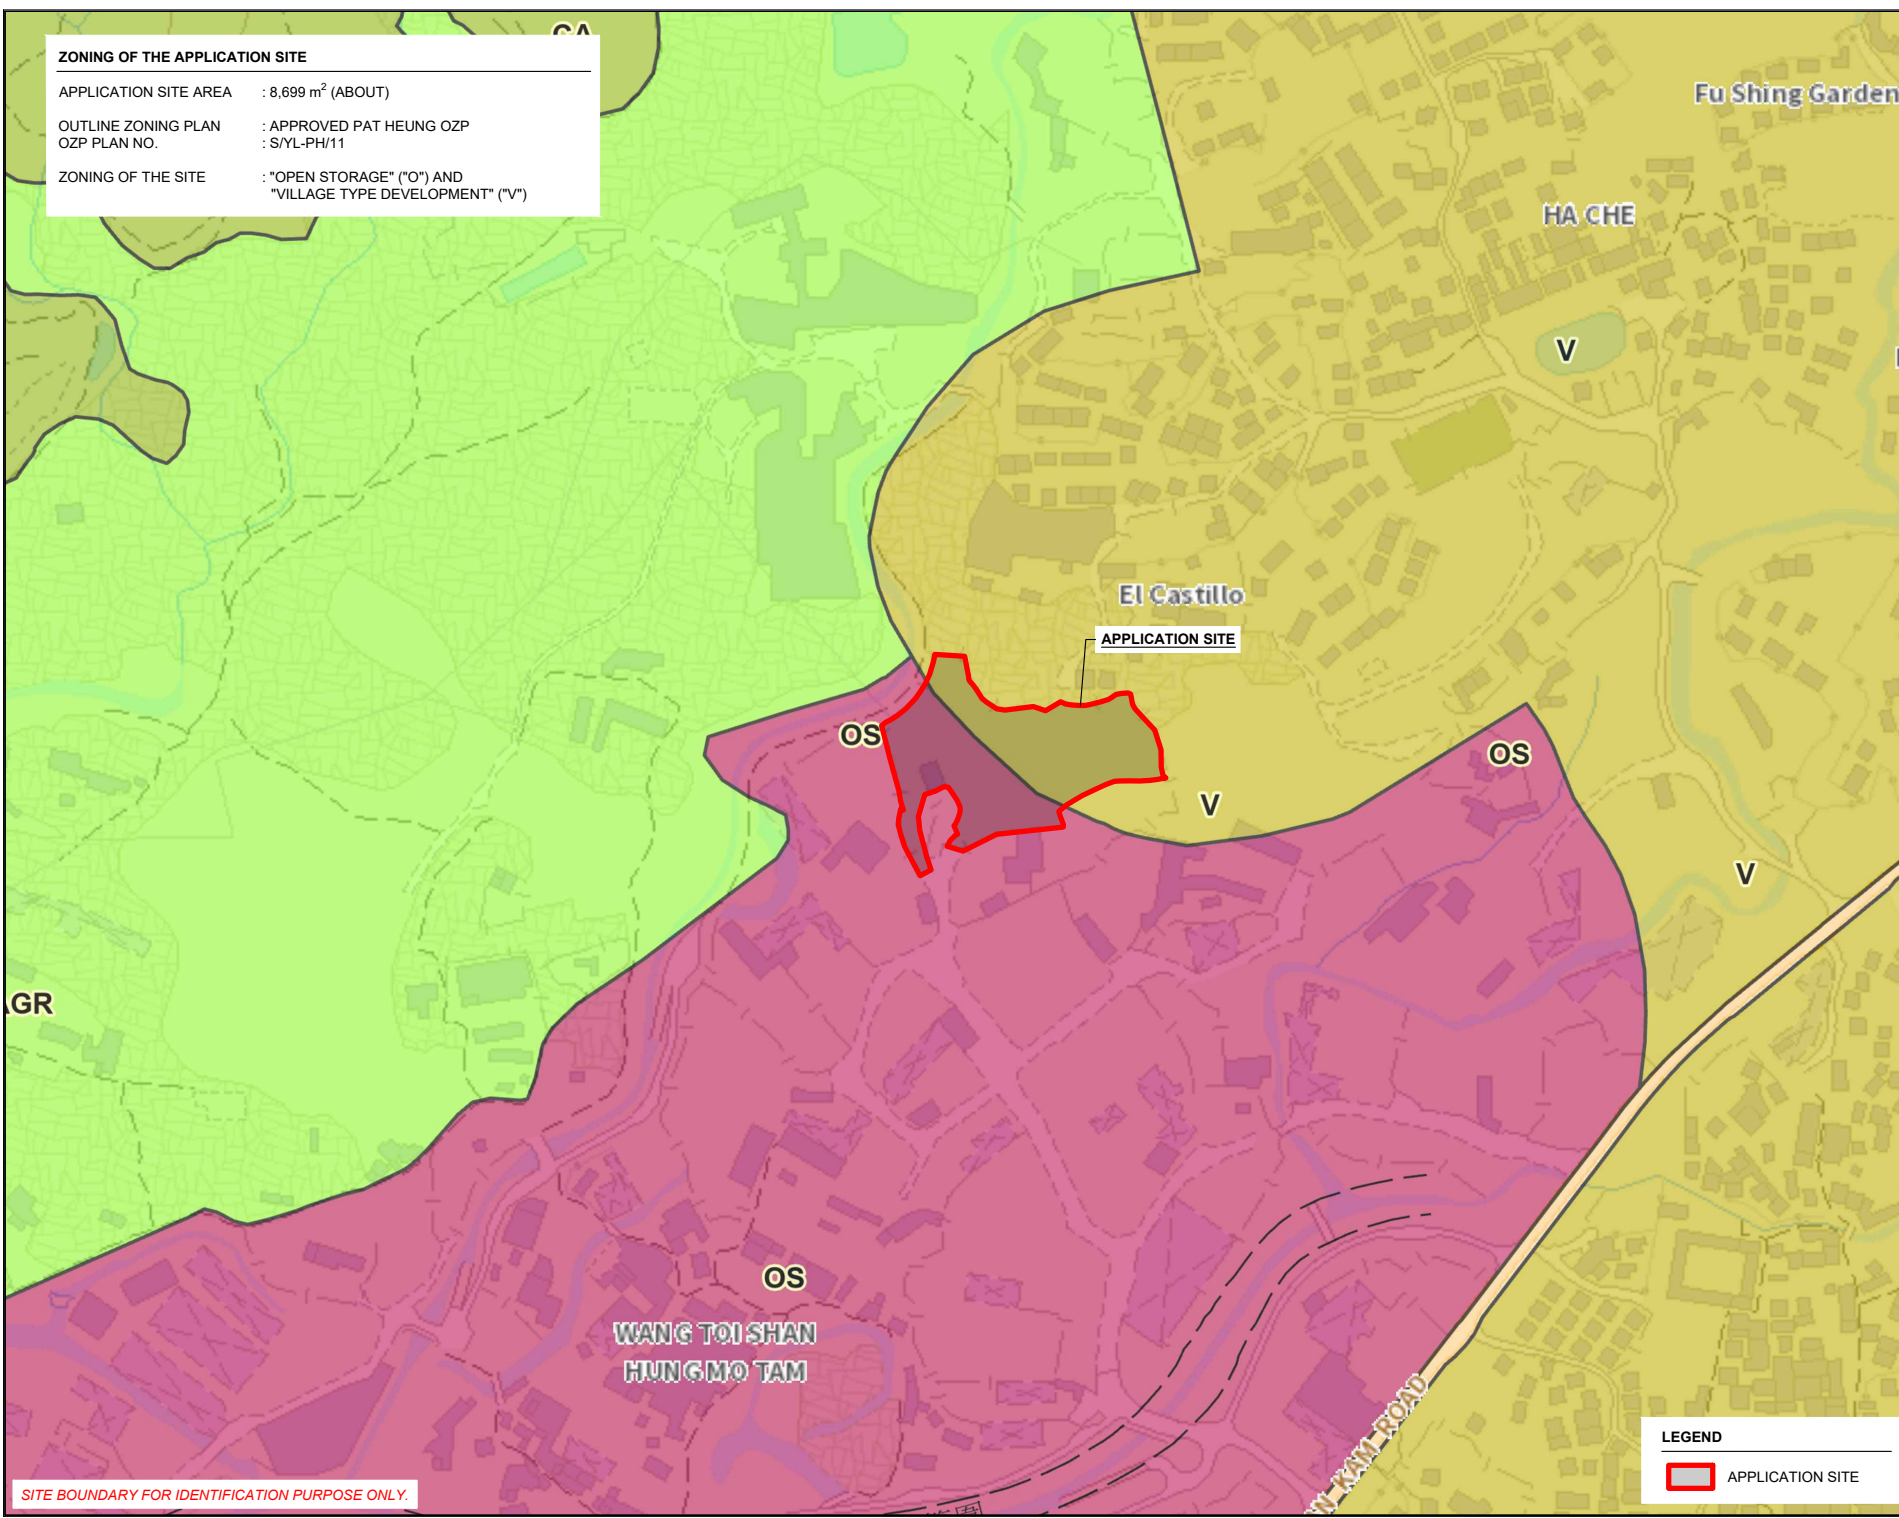 CA
ZONING OF THE APPLICATION SITE
APPLICATION SITE AREA : 8,699 m² (ABOUT)
OUTLINE ZONING PLAN : APPROVED PAT HEUNG OZP
OZP PLAN NO. : S/YL-PH/11
ZONING OF THE SITE : "OPEN STORAGE" ("O") AND
"VILLAGE TYPE DEVELOPMENT" ("V")
Fu Shing Garden
HA CHE
V
El Castillo
APPLICATION SITE
OS
OS
V
V
AGR
OS
WANG TOI SHAN
HUNG MO TAM
KAM ROAD
LEGEND
APPLICATION SITE
SITE BOUNDARY FOR IDENTIFICATION PURPOSE ONLY.